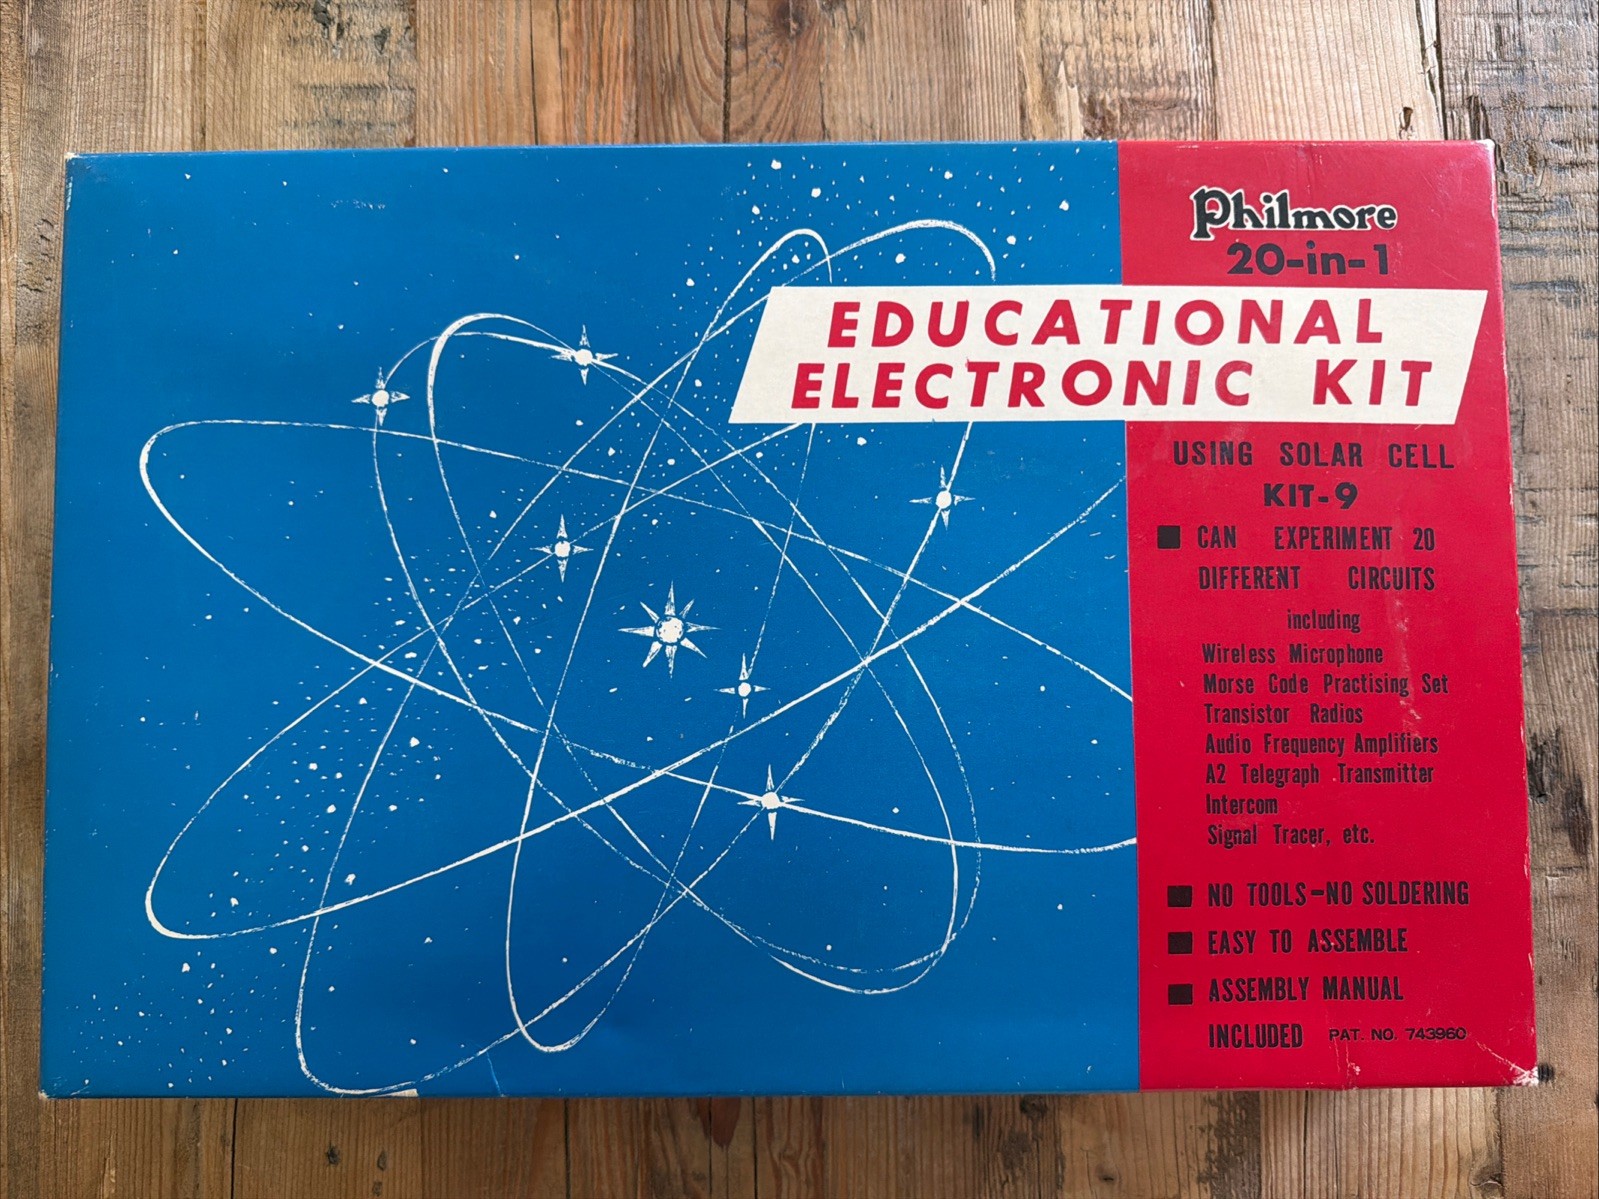 Philmore
20-in-1
EDUCATIONAL
ELECTRONIC KIT
USING SOLAR CELL
KIT-9
CAN EXPERIMENT 20
DIFFERENT CIRCUITS
including
Wireless Microphone
Morse Code Practising Set
Transistor Radios
Audio Frequency Amplifiers
A2 Telegraph Transmitter
Intercom
Signal Tracer, etc.
NO TOOLS-NO SOLDERING
EASY TO ASSEMBLE
ASSEMBLY MANUAL
INCLUDED PAT. NO. 743960